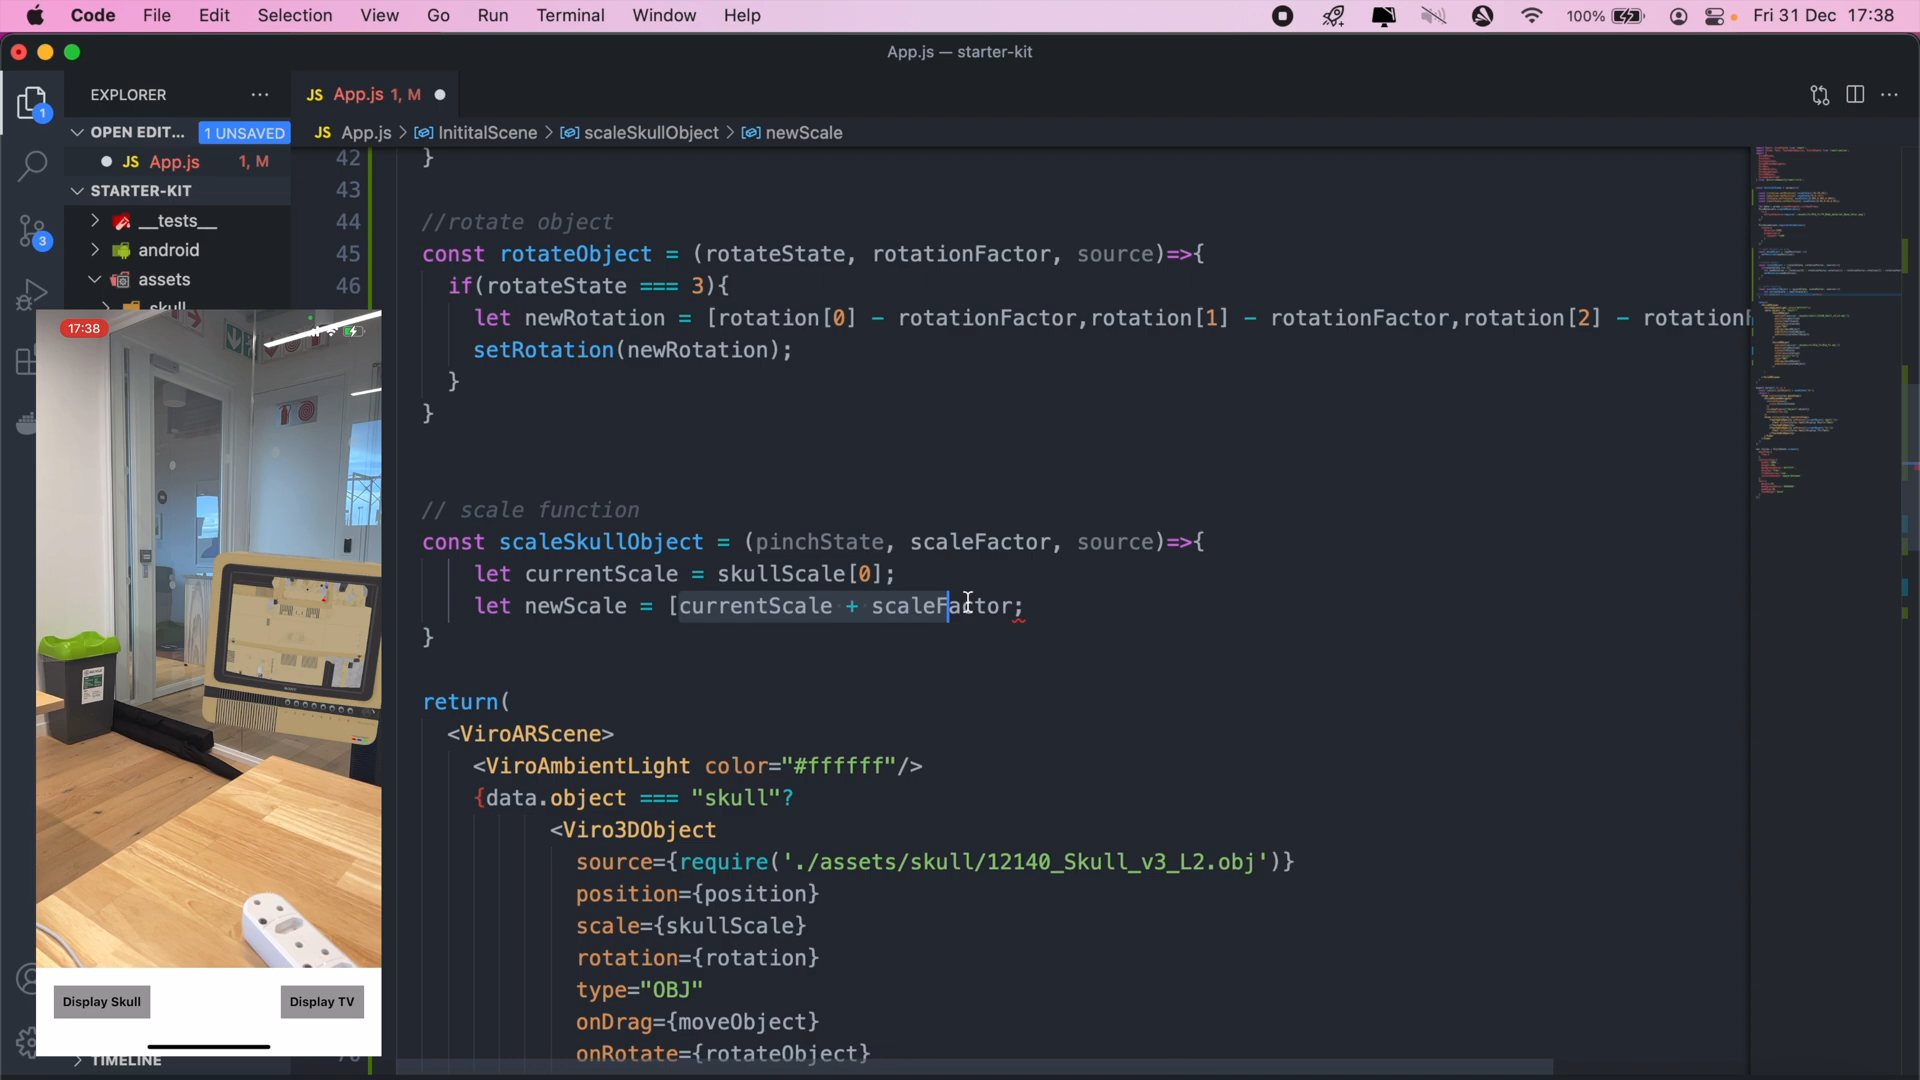 Code File Edit Selection View Go Run Terminal Window Help 100% Fri 31 Dec 17:38
App.js — starter-kit
EXPLORER
JS App.js 1, M
OPEN EDIT... 1 UNSAVED
JS App.js > InititalScene > scaleSkullObject > newScale
JS App.js 1, M
STARTER-KIT
__tests__
android
assets
skull
1
3
42 }
43
44 //rotate object
45 const rotateObject = (rotateState, rotationFactor, source)=>{
46 if(rotateState === 3){
let newRotation = [rotation[0] - rotationFactor,rotation[1] - rotationFactor,rotation[2] -
setRotation(newRotation);
}
}
// scale function
const scaleSkullObject = (pinchState, scaleFactor, source)=>{
let currentScale = skullScale[0];
let newScale = [currentScale + scaleFactor;
}
return(
<ViroARScene>
<ViroAmbientLight color="#ffffff"/>
{data.object === "skull"?
<Viro3DObject
source={require('./assets/skull/12140_Skull_v3_L2.obj')}
position={position}
scale={skullScale}
rotation={rotation}
type="OBJ"
onDrag={moveObject}
onRotate={rotateObject}
17:38
SONY
Display Skull
Display TV
TIMELINE